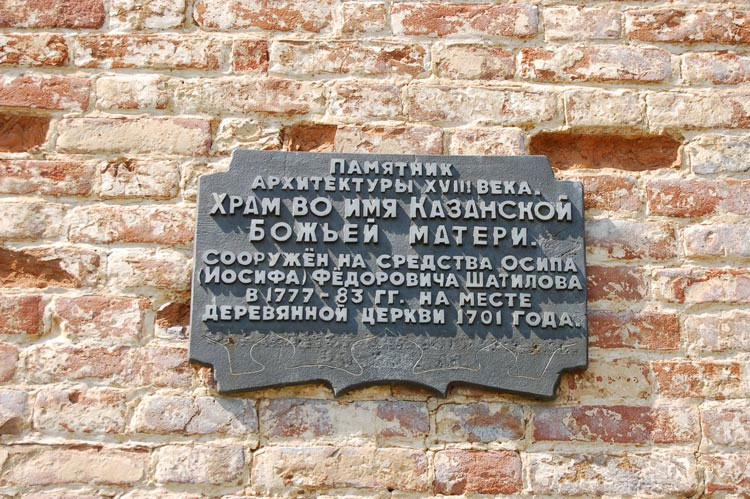 Памятник
архитектуры XVIII века.
Храм во имя Казанской
Божьей Матери.
Сооружён на средства Осипа
(Иосифа) Фёдоровича Шатилова
в 1777-83 гг. на месте
деревянной церкви 1701 года.